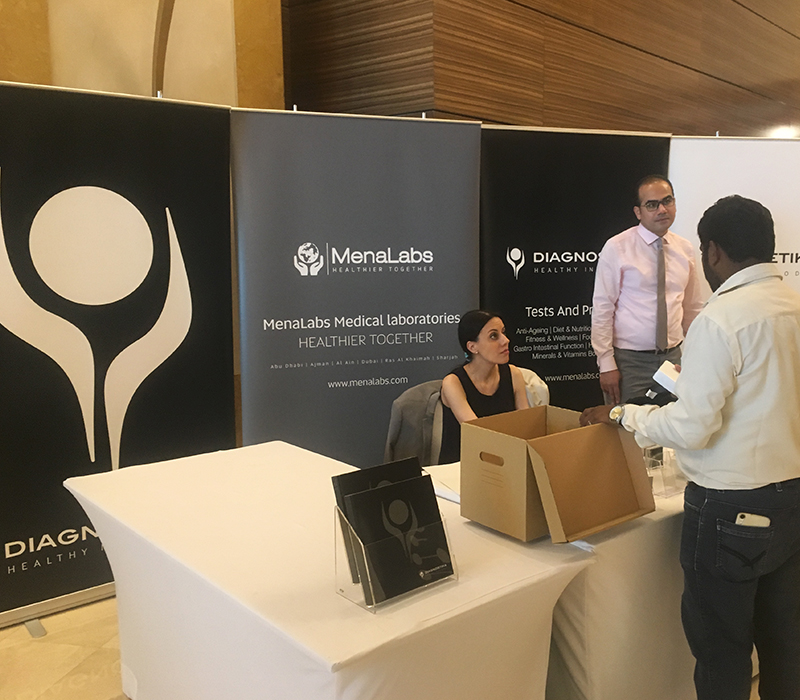 MenaLabs
HEALTHIER TOGETHER
MenaLabs Medical laboratories
HEALTHIER TOGETHER
Abu Dhabi | Ajman | Al Ain | Dubai | Ras Al Khaimah | Sharjah
www.menalabs.com
DIAGNOS
HEALTHY IN
Tests And Pr
Anti-Ageing | Diet & Nutrit
Fitness & Wellness | Fo
Gastro Intestinal Function |
Minerals & Vitamins
www.menalabs
ETIK
DIAGN
HEALTHY I